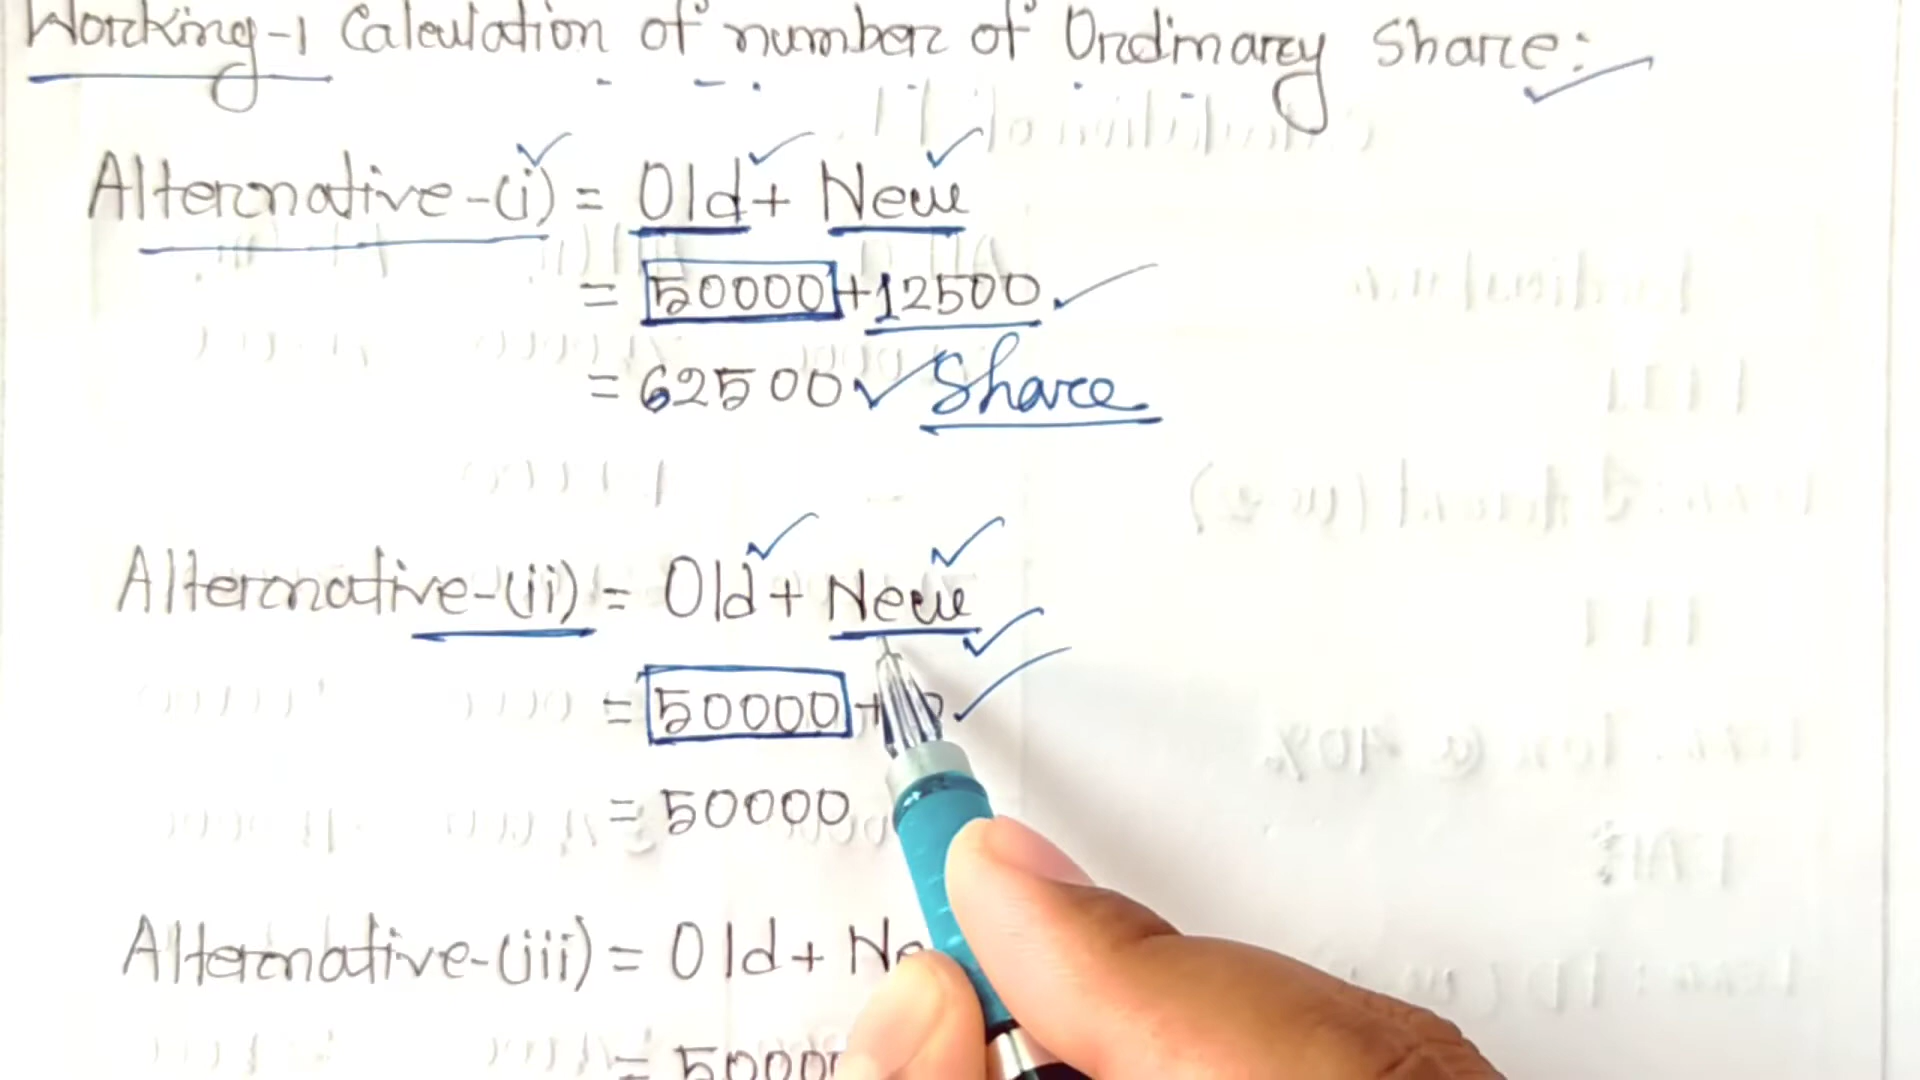 Working-1 Calculation of number of Ordinary Share:
Alternative-(i) = Old + New
= 50000 + 12500
= 62500 Share
Alternative-(ii) = Old + New
= 50000 +
= 50000
Alternative-(iii) = Old +
=